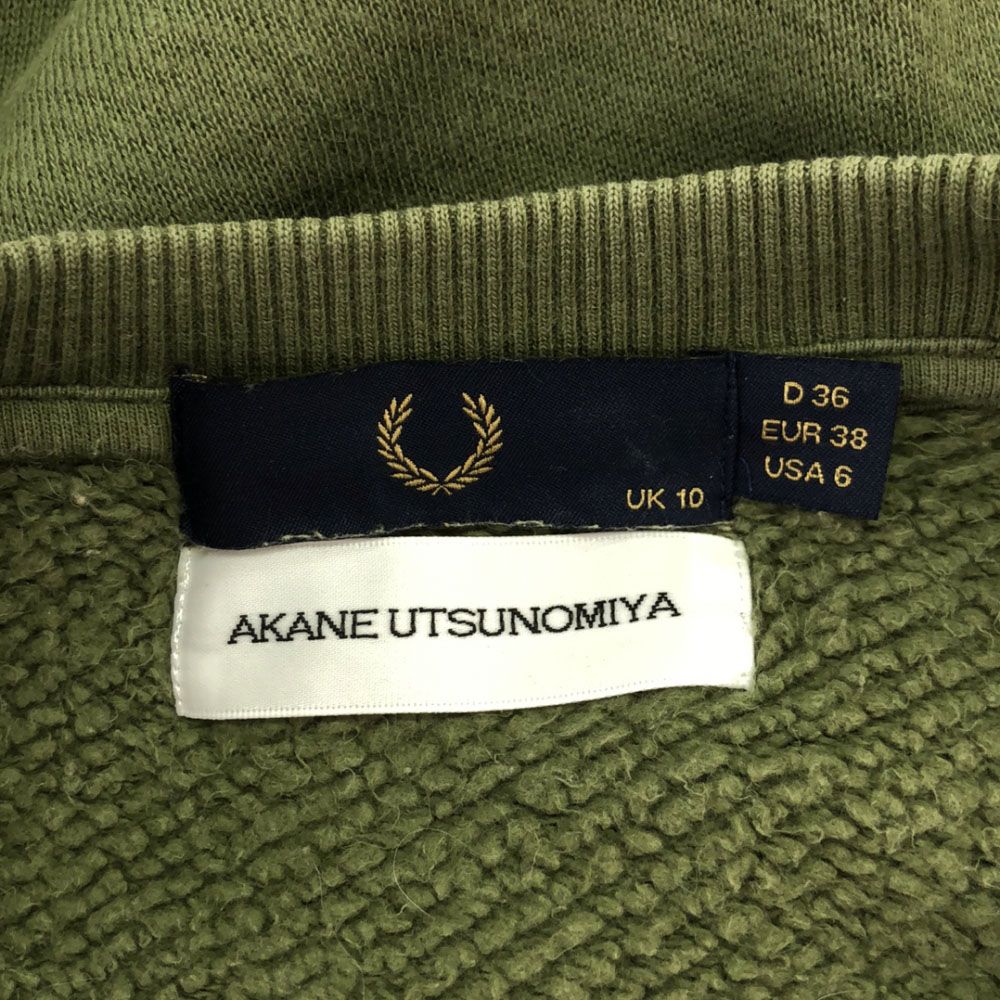 UK 10
D 36
EUR 38
USA 6
AKANE UTSUNOMIYA